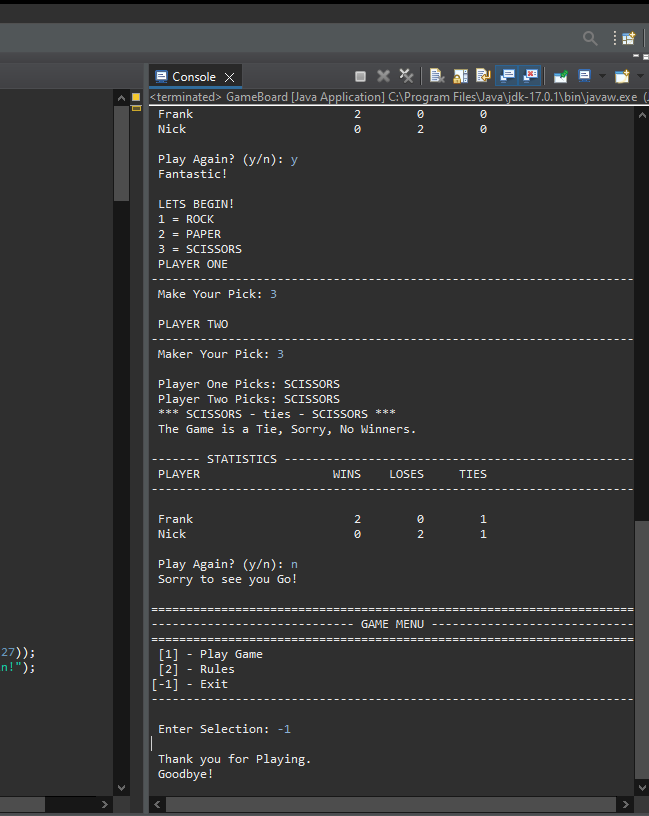 Console
<terminated> GameBoard [Java Application] C:\Program Files\Java\jdk-17.0.1\bin\javaw.exe (
Frank 2 0 0
Nick 0 2 0
Play Again? (y/n): y
Fantastic!
LETS BEGIN!
1 = ROCK
2 = PAPER
3 = SCISSORS
PLAYER ONE
---------------------------------------------------------------------
Make Your Pick: 3
PLAYER TWO
---------------------------------------------------------------------
Maker Your Pick: 3
Player One Picks: SCISSORS
Player Two Picks: SCISSORS
*** SCISSORS - ties - SCISSORS ***
The Game is a Tie, Sorry, No Winners.
------- STATISTICS --------------------------------------------------
PLAYER WINS LOSES TIES
---------------------------------------------------------------------
Frank 2 0 1
Nick 0 2 1
Play Again? (y/n): n
Sorry to see you Go!
=====================================================================
----------------------------- GAME MENU -----------------------------
=====================================================================
[1] - Play Game
[2] - Rules
[-1] - Exit
---------------------------------------------------------------------
Enter Selection: -1
Thank you for Playing.
Goodbye!
27));
n!");